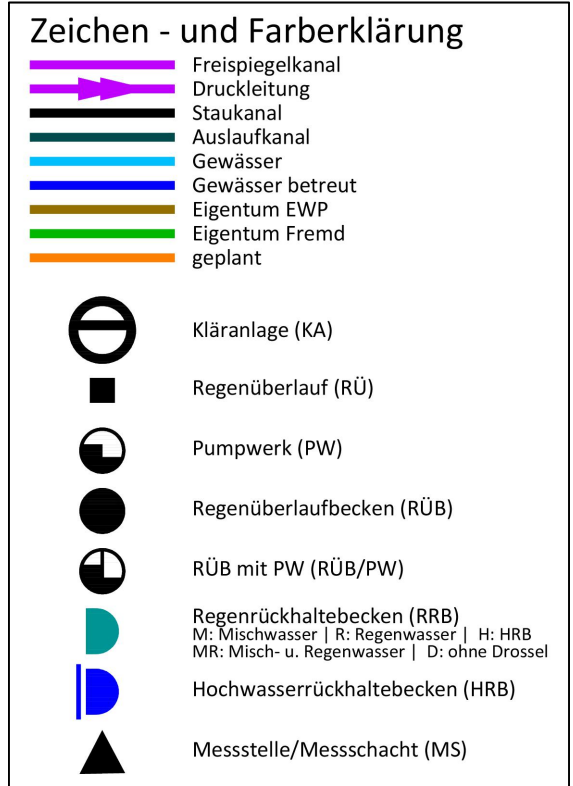 Zeichen - und Farberklärung
Freispiegelkanal
Druckleitung
Staukanal
Auslaufkanal
Gewässer
Gewässer betreut
Eigentum EWP
Eigentum Fremd
geplant
Kläranlage (KA)
Regenüberlauf (RÜ)
Pumpwerk (PW)
Regenüberlaufbecken (RÜB)
RÜB mit PW (RÜB/PW)
Regenrückhaltebecken (RRB)
M: Mischwasser | R: Regenwasser | H: HRB
MR: Misch- u. Regenwasser | D: ohne Drossel
Hochwasserrückhaltebecken (HRB)
Messstelle/Messschacht (MS)